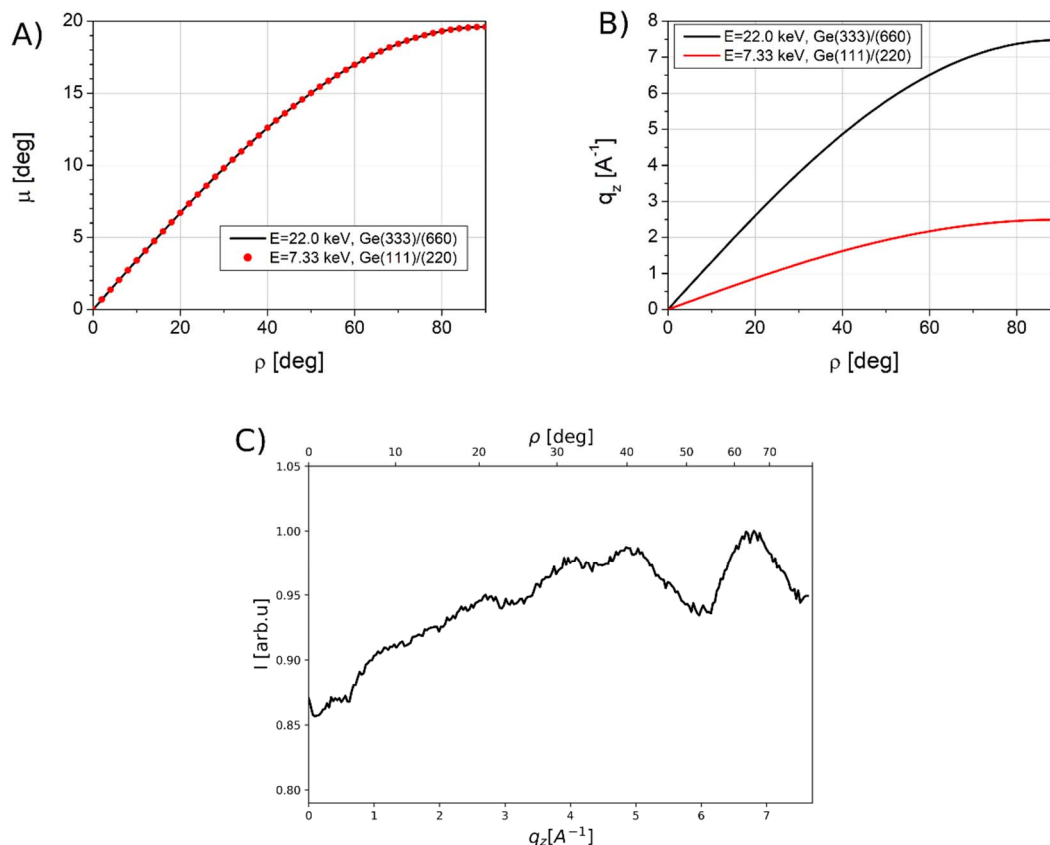 A)
20
15
10
5
0
μ [deg]
E=22.0 keV, Ge(333)/(660)
E=7.33 keV, Ge(111)/(220)
0 20 40 60 80
ρ [deg]
B)
8
7
6
5
4
3
2
1
0
q_z [A⁻¹]
E=22.0 keV, Ge(333)/(660)
E=7.33 keV, Ge(111)/(220)
0 20 40 60 80
ρ [deg]
C)
ρ [deg]
0 10 20 30 40 50 60 70
1.05
1.00
0.95
0.90
0.85
0.80
I [arb.u]
0 1 2 3 4 5 6 7
q_z[A⁻¹]